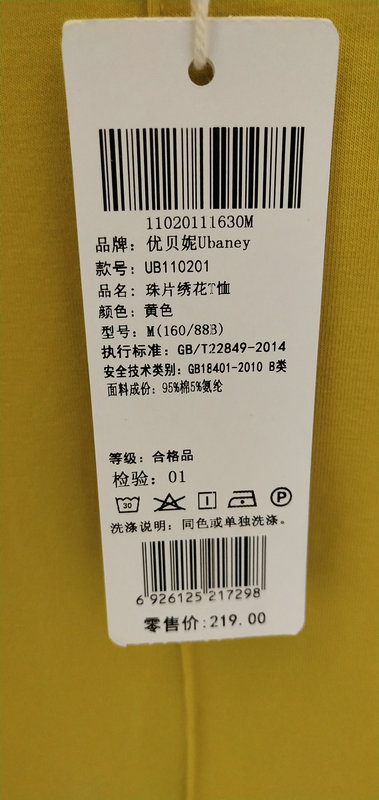 11020111630M
品牌：优贝妮Ubaney
款号：UB110201
品名：珠片绣花T恤
颜色：黄色
型号：M(160/88B)
执行标准：GB/T22849-2014
安全技术类别：GB18401-2010 B类
面料成份：95%棉5%氨纶
等级：合格品
检验：01
30 P
洗涤说明：同色或单独洗涤。
6 926125 217298
零售价:219.00